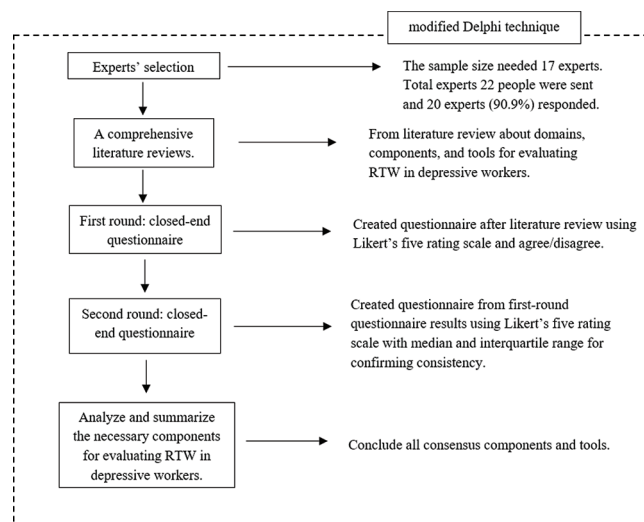 modified Delphi technique
Experts’ selection
The sample size needed 17 experts.
Total experts 22 people were sent
and 20 experts (90.9%) responded.
A comprehensive
literature reviews.
From literature review about domains,
components, and tools for evaluating
RTW in depressive workers.
First round: closed-end
questionnaire
Created questionnaire after literature review using
Likert’s five rating scale and agree/disagree.
Second round: closed-
end questionnaire
Created questionnaire from first-round
questionnaire results using Likert’s five rating
scale with median and interquartile range for
confirming consistency.
Analyze and summarize
the necessary components
for evaluating RTW in
depressive workers.
Conclude all consensus components and tools.